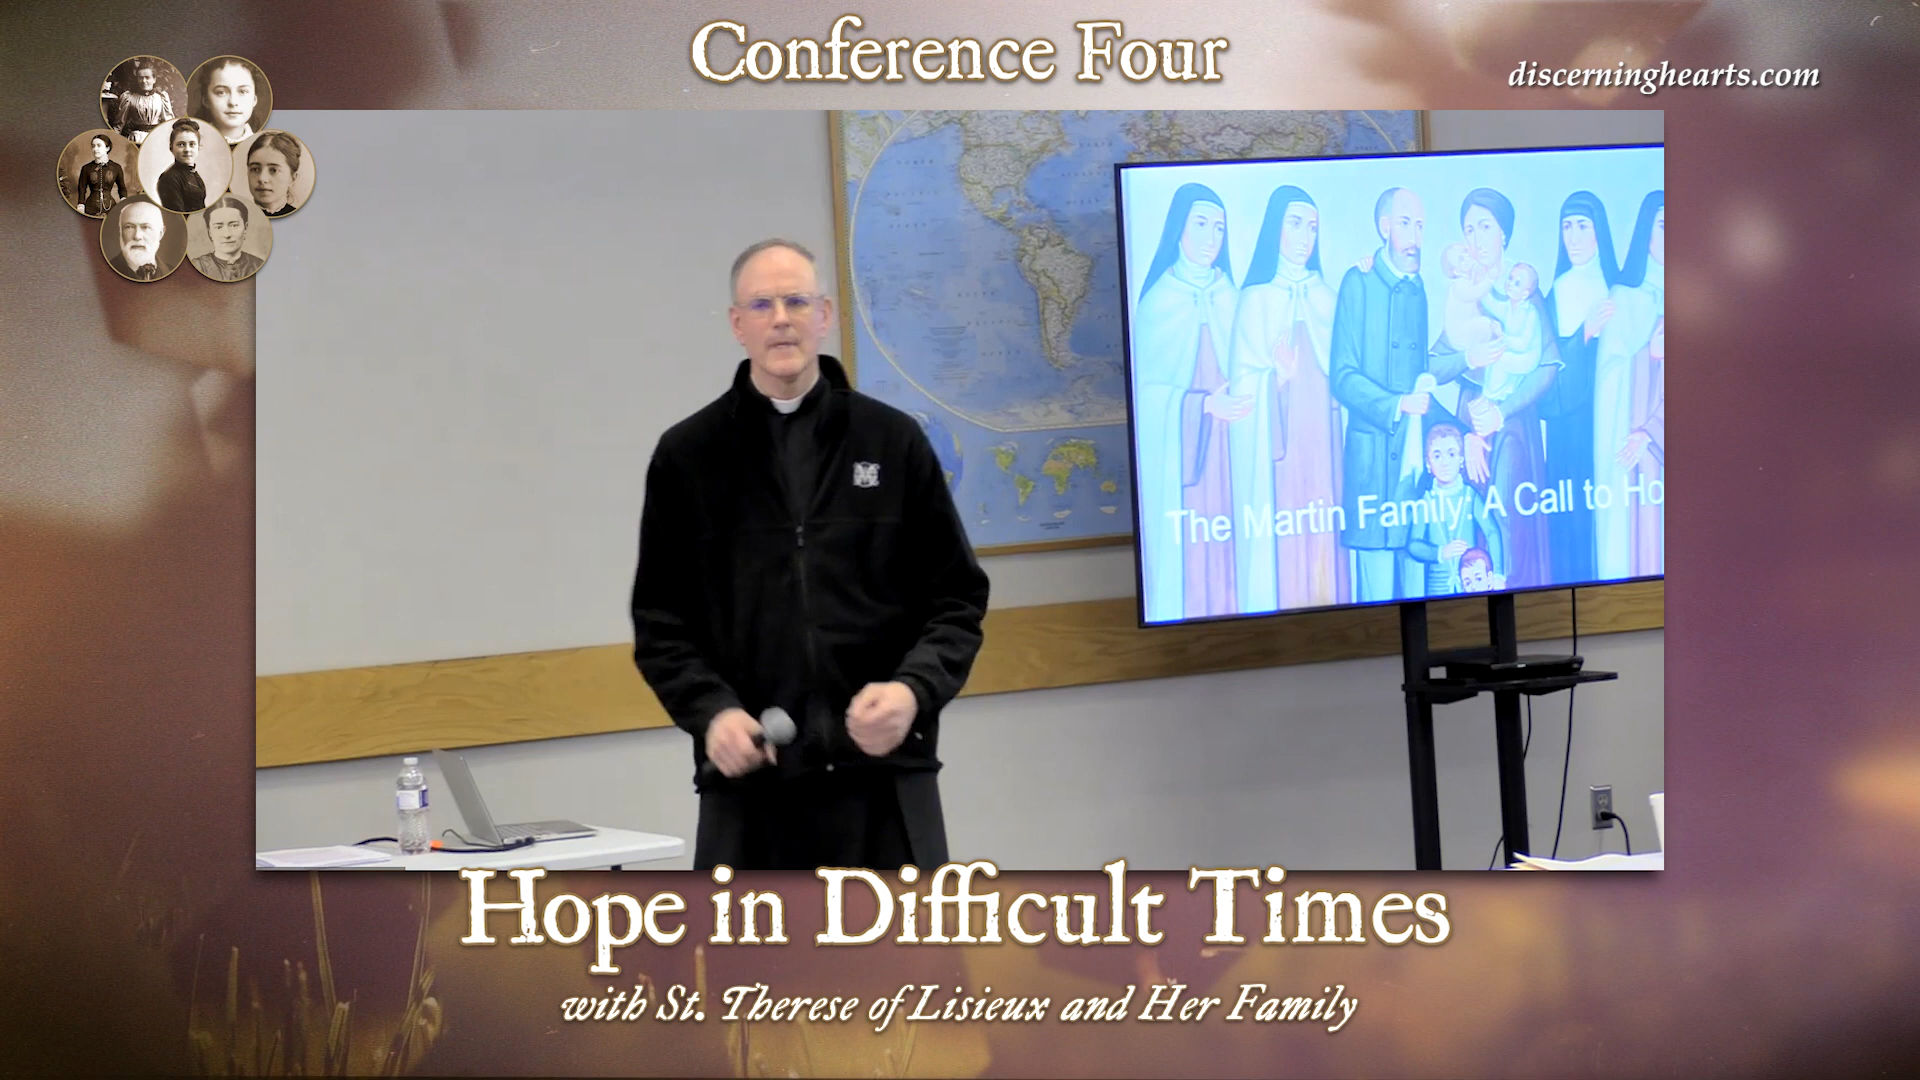 Conference Four
discerninghearts.com
The Martin Family: A Call to Ho
Hope in Difficult Times
with St. Therese of Lisieux and Her Family